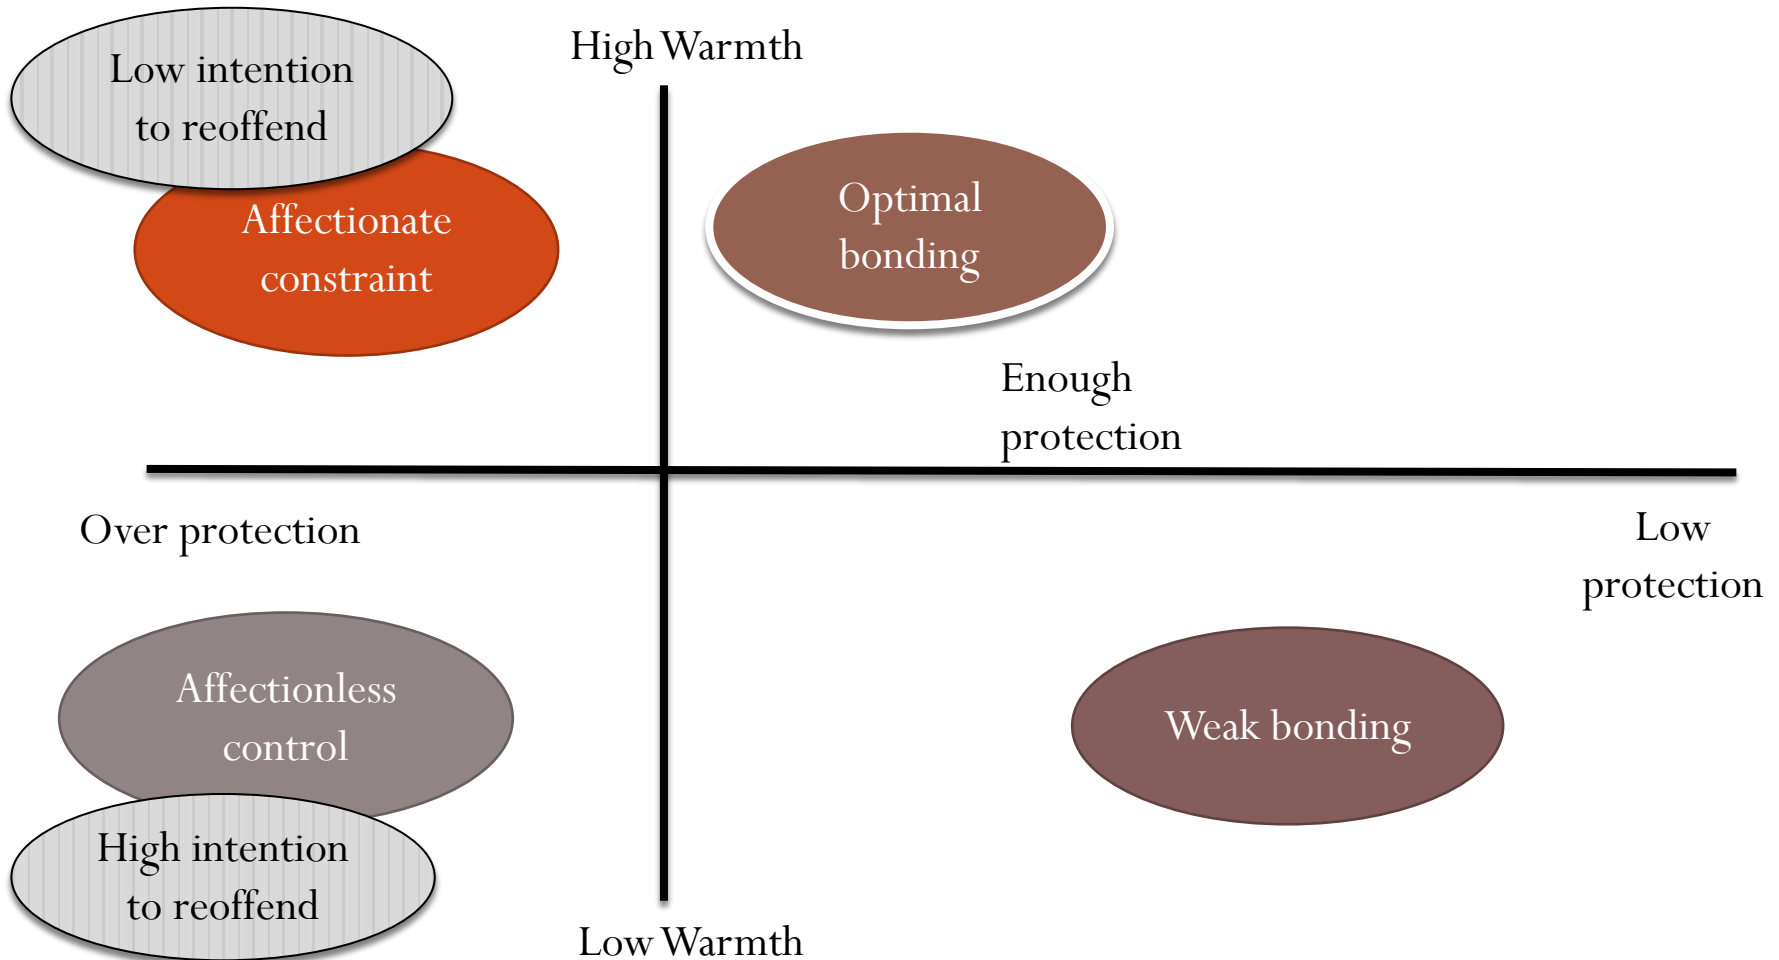 High Warmth
Low intention
to reoffend
Affectionate
constraint
Optimal
bonding
Enough
protection
Over protection
Low
protection
Affectionless
control
Weak bonding
High intention
to reoffend
Low Warmth